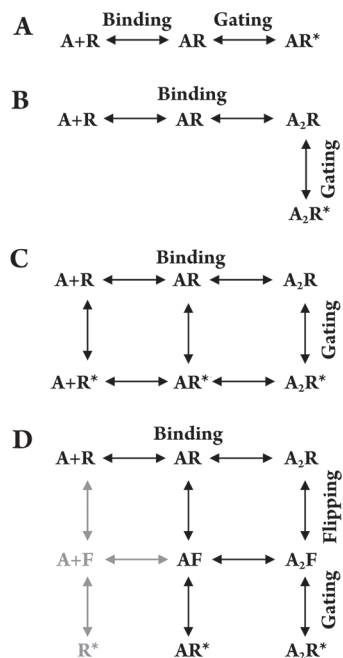 A
Binding Gating
A+R AR AR*
B
Binding
A+R AR A₂R
Gating
A₂R*
C
Binding
A+R AR A₂R
Gating
A+R* AR* A₂R*
D
Binding
A+R AR A₂R
Flipping
A+F AF A₂F
Gating
R* AR* A₂R*